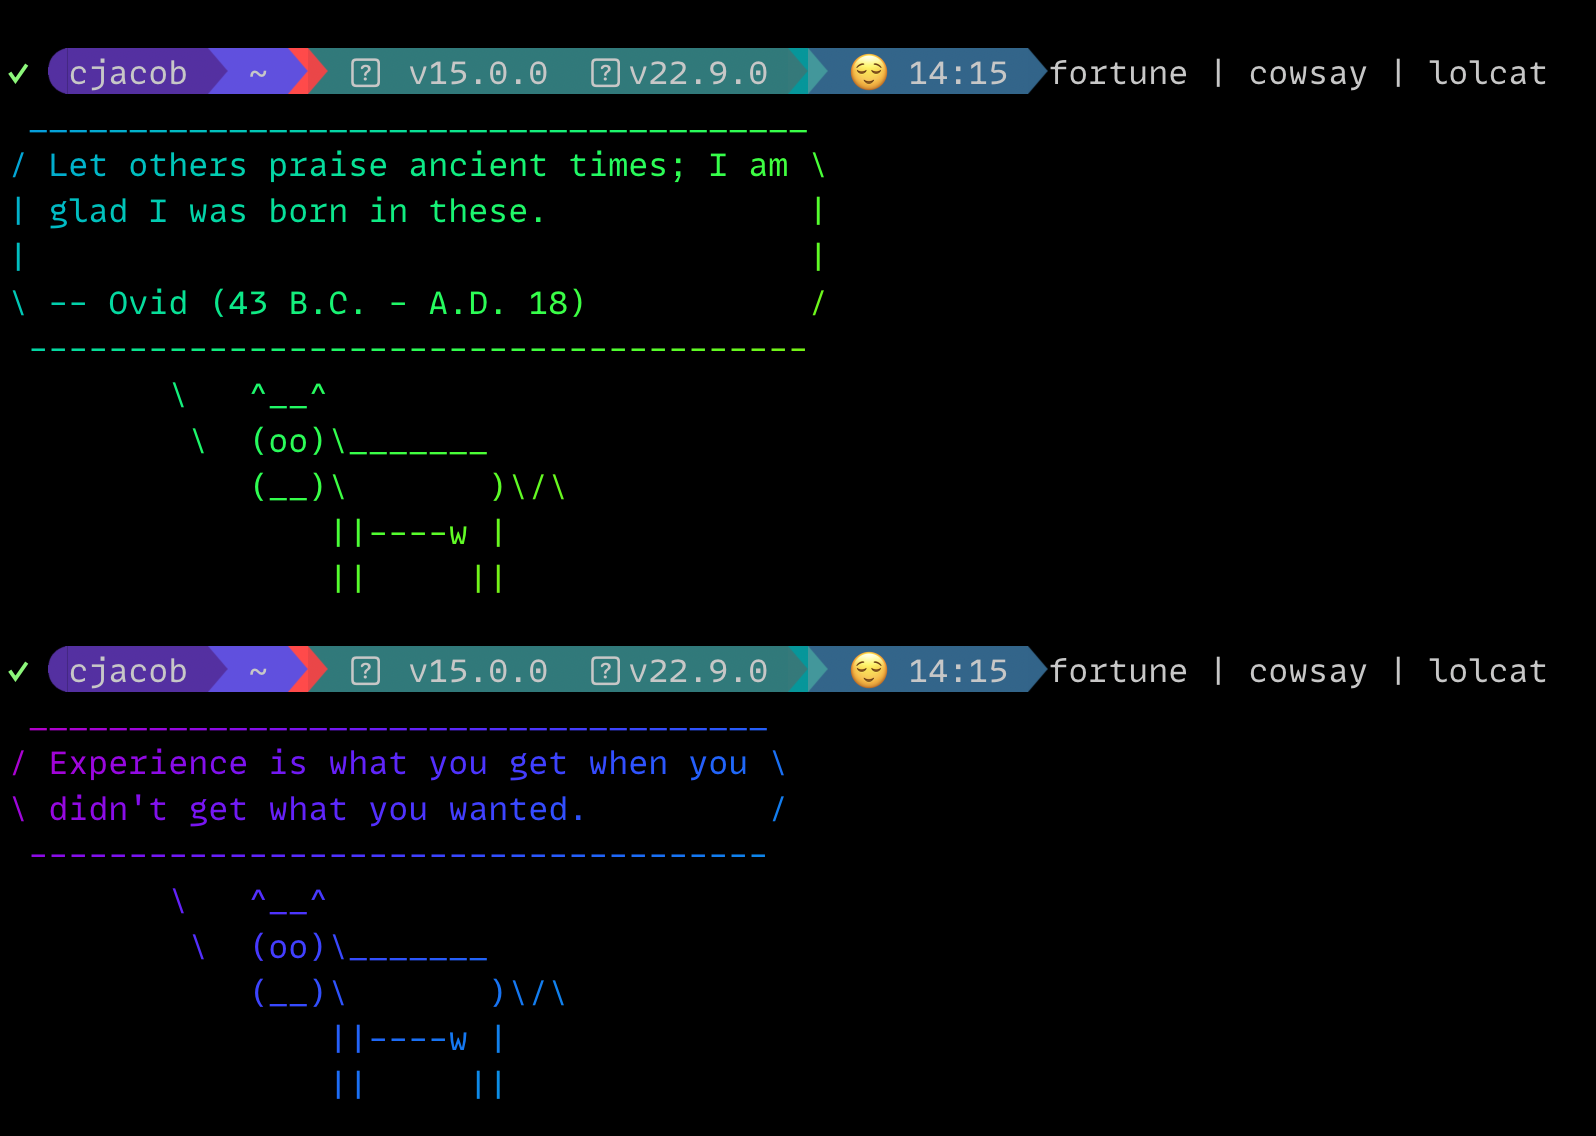 ✓ cjacob ~ v15.0.0 v22.9.0 14:15 fortune | cowsay | lolcat
 _______________________________________
/ Let others praise ancient times; I am \
| glad I was born in these.             |
|                                       |
\ -- Ovid (43 B.C. - A.D. 18)           /
 ---------------------------------------
        \   ^__^
         \  (oo)\_______
            (__)\       )\/\
                ||----w |
                ||     ||
✓ cjacob ~ v15.0.0 v22.9.0 14:15 fortune | cowsay | lolcat
 _____________________________________
/ Experience is what you get when you \
\ didn't get what you wanted.         /
 -------------------------------------
        \   ^__^
         \  (oo)\_______
            (__)\       )\/\
                ||----w |
                ||     ||